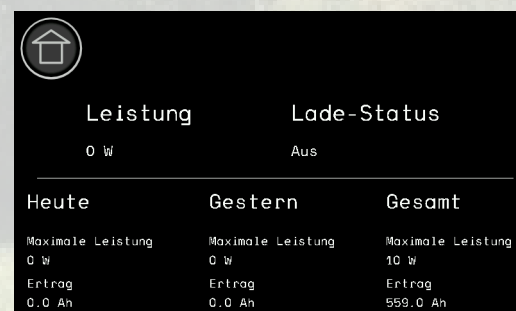 Leistung Lade-Status
0 W Aus
Heute Gestern Gesamt
Maximale Leistung Maximale Leistung Maximale Leistung
0 W 0 W 10 W
Ertrag Ertrag Ertrag
0.0 Ah 0.0 Ah 559.0 Ah